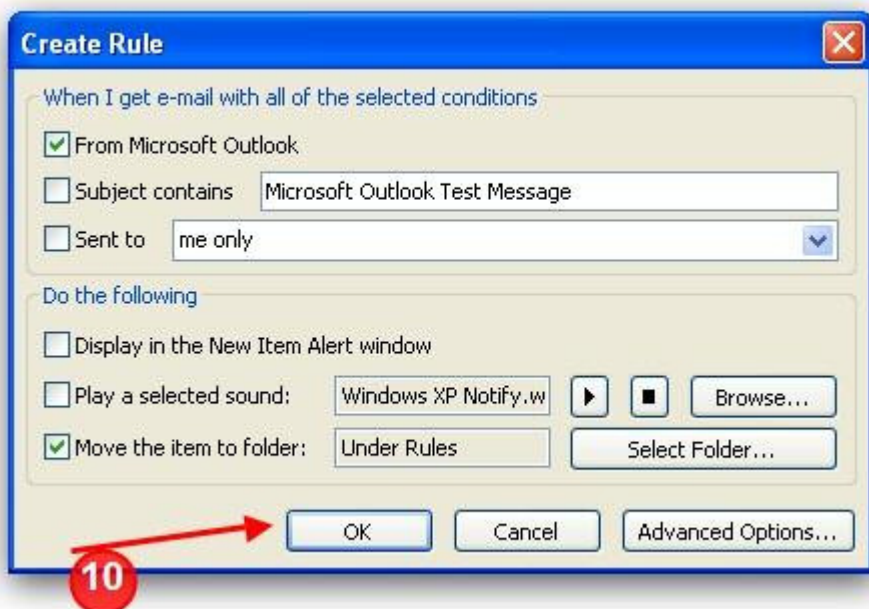 Create Rule
When I get e-mail with all of the selected conditions
From Microsoft Outlook
Subject contains Microsoft Outlook Test Message
Sent to me only
Do the following
Display in the New Item Alert window
Play a selected sound: Windows XP Notify.w Browse...
Move the item to folder: Under Rules Select Folder...
OK Cancel Advanced Options...
10